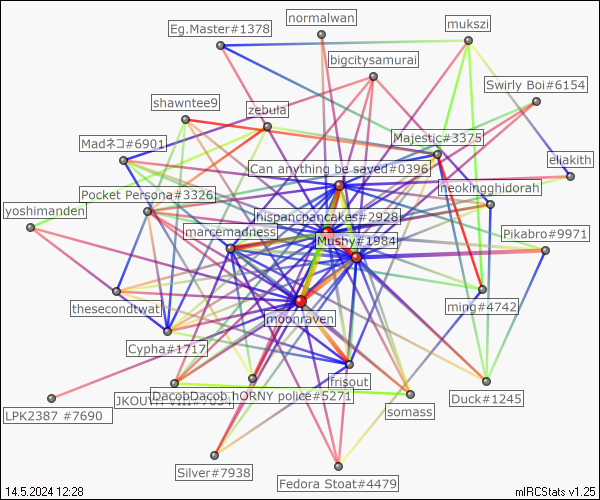 normalwan
Eg.Master#1378
mukszi
bigcitysamurai
Swirly Boi#6154
shawntee9
zebula
Majestic#3375
Madネコ#6901
eliakith
Can anything be saved#0396
neokingghidorah
Pocket Persona#3326
yoshimanden
hispancpancakes#2928
marcemadness
Mushy#1984
Pikabro#9971
thesecondtwat
ming#4742
moonraven
Cypha#1717
frisout
DacobDacob hORNY police#5271
Duck#1245
somass
LPK2387 #7690
Silver#7938
Fedora Stoat#4479
14.5.2024 12:28
mIRCStats v1.25